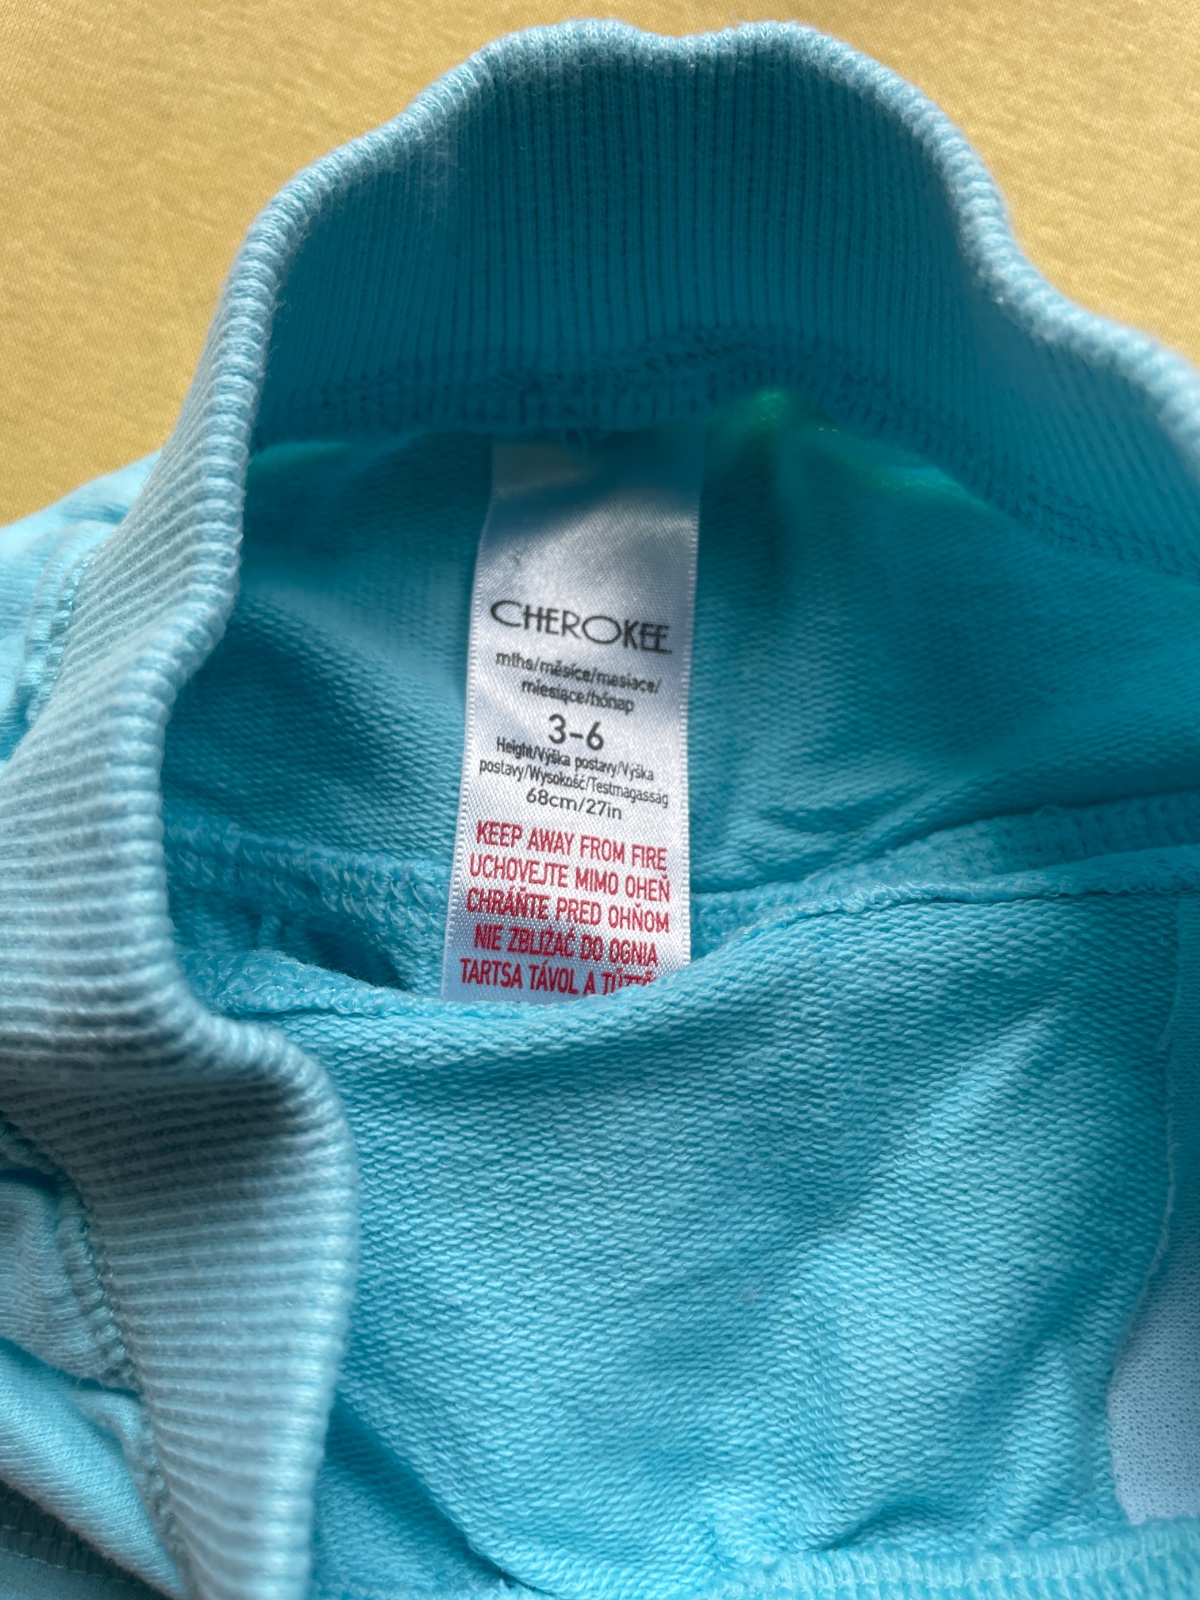 CHEROKEE
mths/měsíce/mesiace/
miesiące/hónap
3-6
Height/Výška postavy/Výška
postavy/Wysokość/Testmagasság
68cm/27in
KEEP AWAY FROM FIRE
UCHOVEJTE MIMO OHEŇ
CHRÁŇTE PRED OHŇOM
NIE ZBLIŻAĆ DO OGNIA
TARTSA TÁVOL A